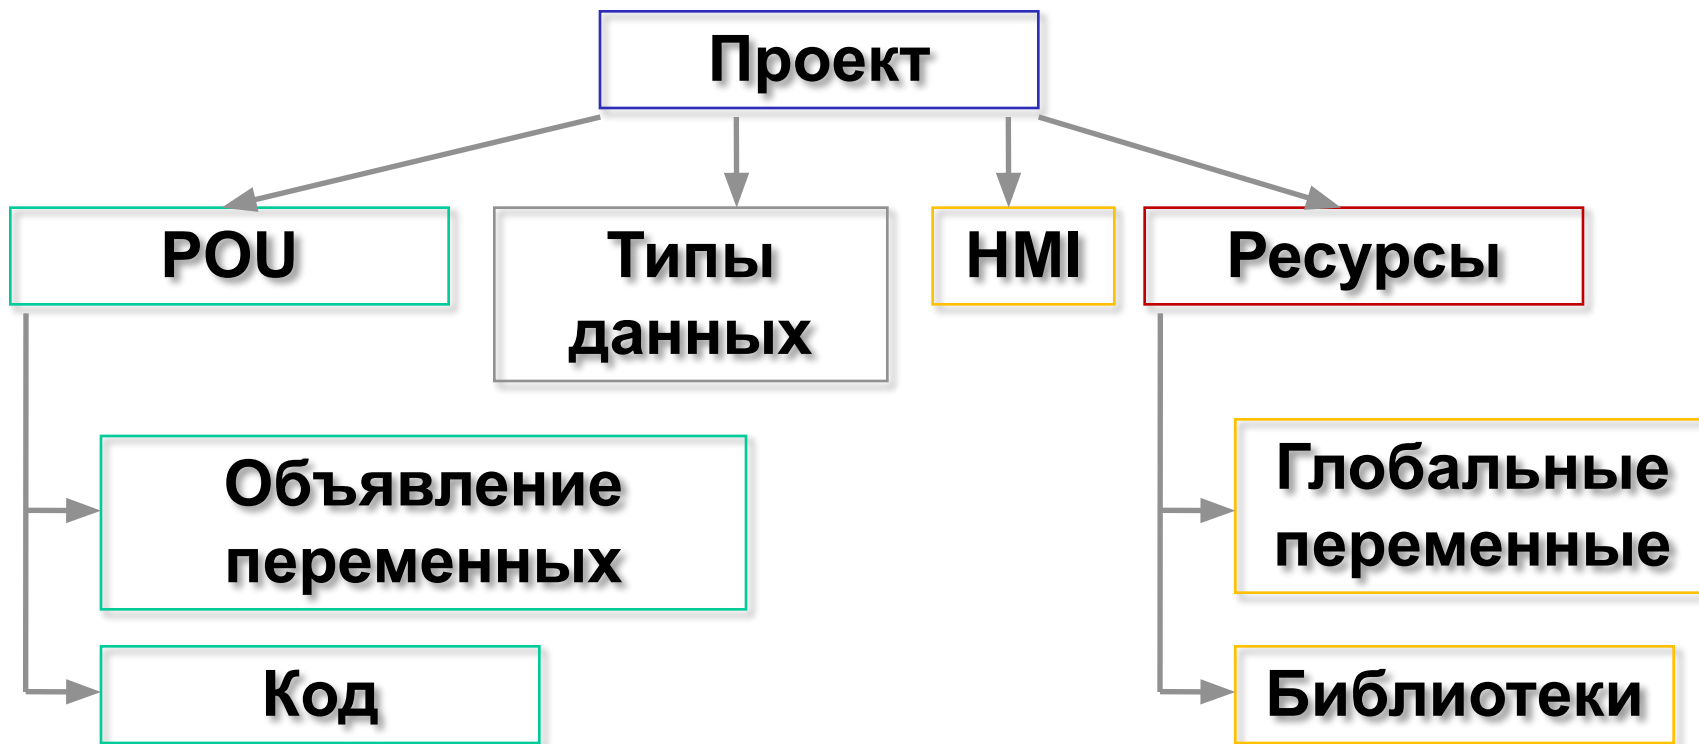 Проект
POU
Типы
данных
HMI
Ресурсы
Объявление
переменных
Код
Глобальные
переменные
Библиотеки